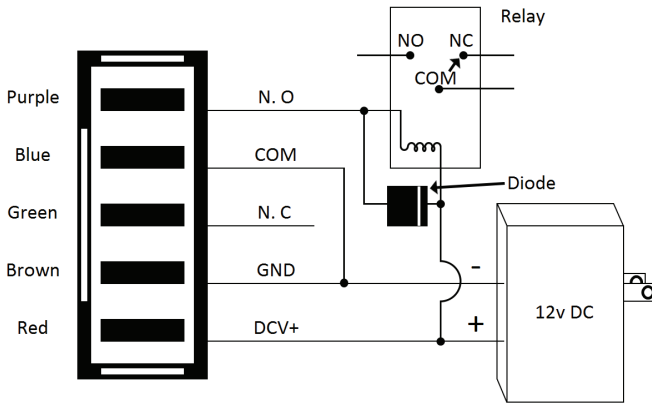 Relay
NO
NC
COM
Purple
N. O
Blue
COM
Diode
Green
N. C
Brown
GND
-
12v DC
Red
DCV+
+